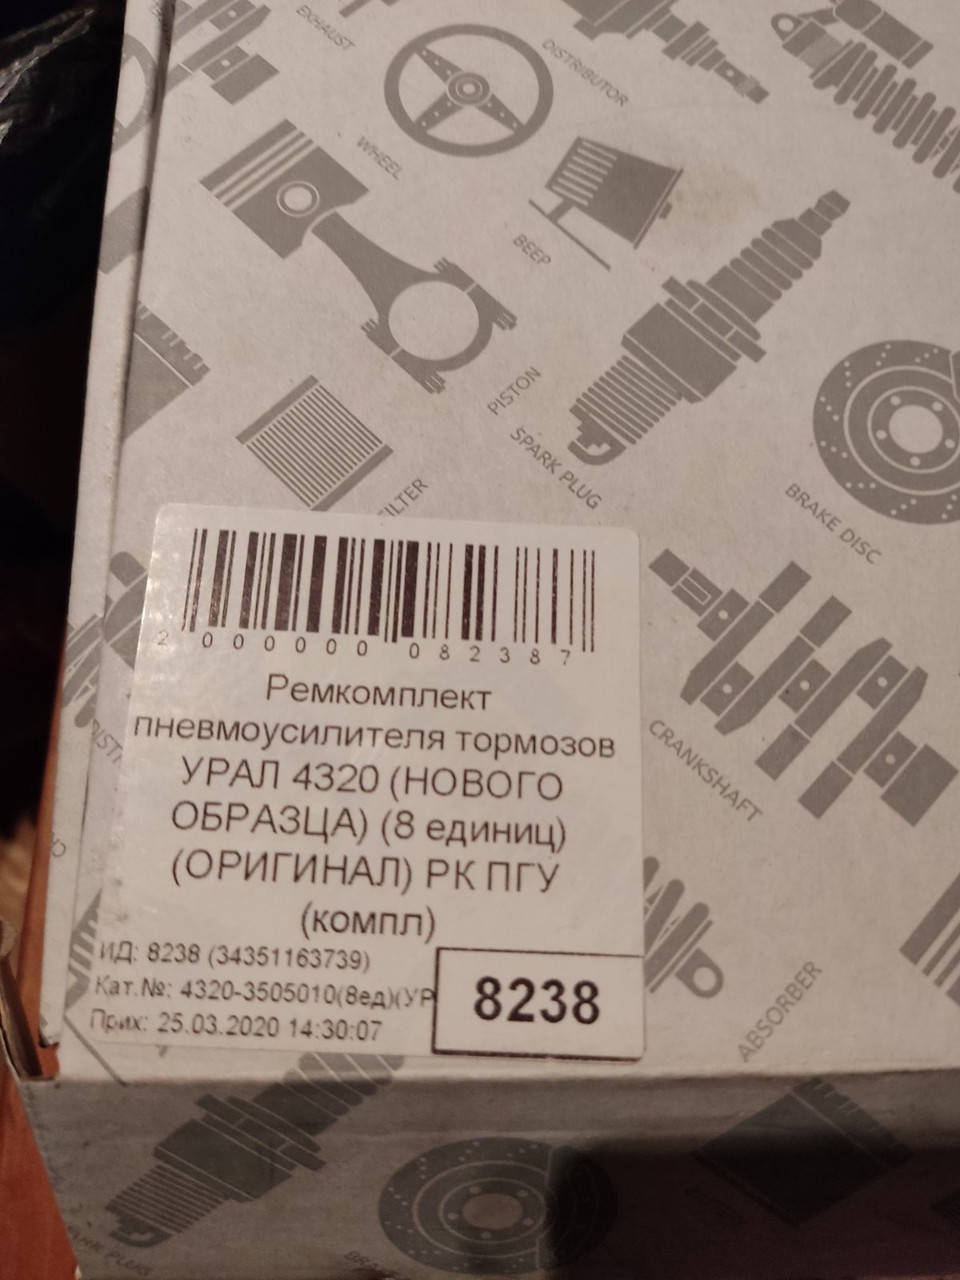 EXHAUST
DISTRIBUTOR
WHEEL
BEEP
PISTON
SPARK PLUG
BRAKE DISC
CRANKSHAFT
ABSORBER
2 000000 082387
Ремкомплект
пневмоусилителя тормозов
УРАЛ 4320 (НОВОГО
ОБРАЗЦА) (8 единиц)
(ОРИГИНАЛ) РК ПГУ
(компл)
ИД: 8238 (34351163739)
Кат.№: 4320-3505010(8ед)(УР
8238
Прих: 25.03.2020 14:30:07